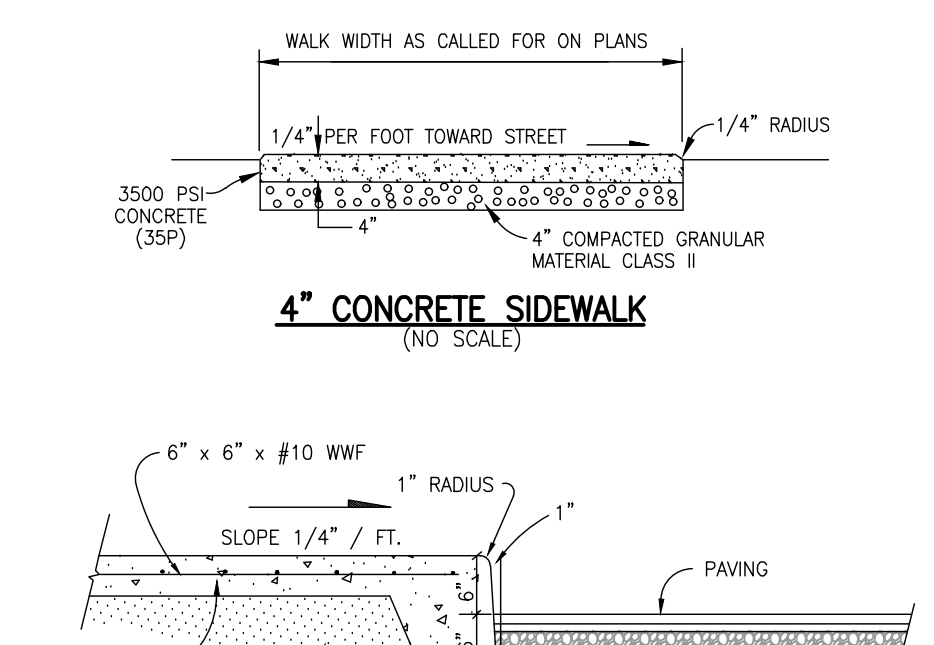 WALK WIDTH AS CALLED FOR ON PLANS
1/4" PER FOOT TOWARD STREET
1/4" RADIUS
3500 PSI
CONCRETE
(35P)
4"
4" COMPACTED GRANULAR
MATERIAL CLASS II
4" CONCRETE SIDEWALK
(NO SCALE)
6" x 6" x #10 WWF
1" RADIUS
1"
SLOPE 1/4" / FT.
PAVING
6"